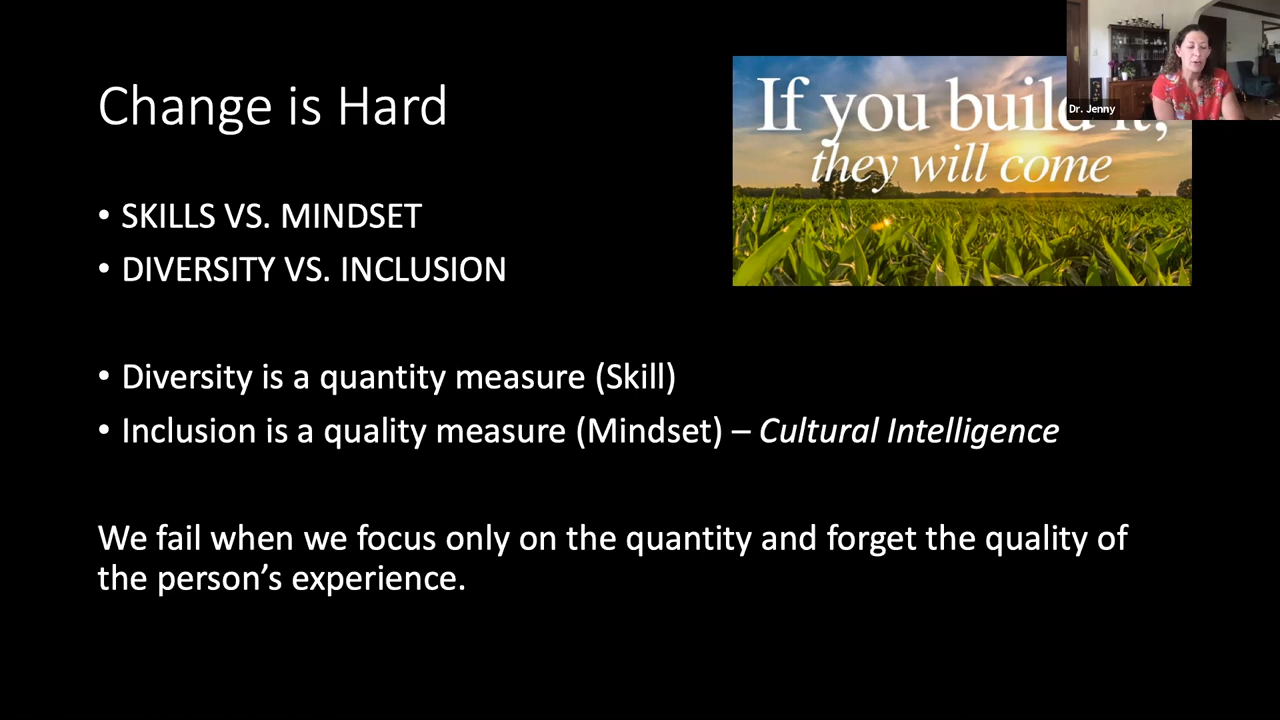 Change is Hard
If you build it,
they will come
Dr. Jenny
• SKILLS VS. MINDSET
• DIVERSITY VS. INCLUSION
• Diversity is a quantity measure (Skill)
• Inclusion is a quality measure (Mindset) – Cultural Intelligence
We fail when we focus only on the quantity and forget the quality of
the person’s experience.